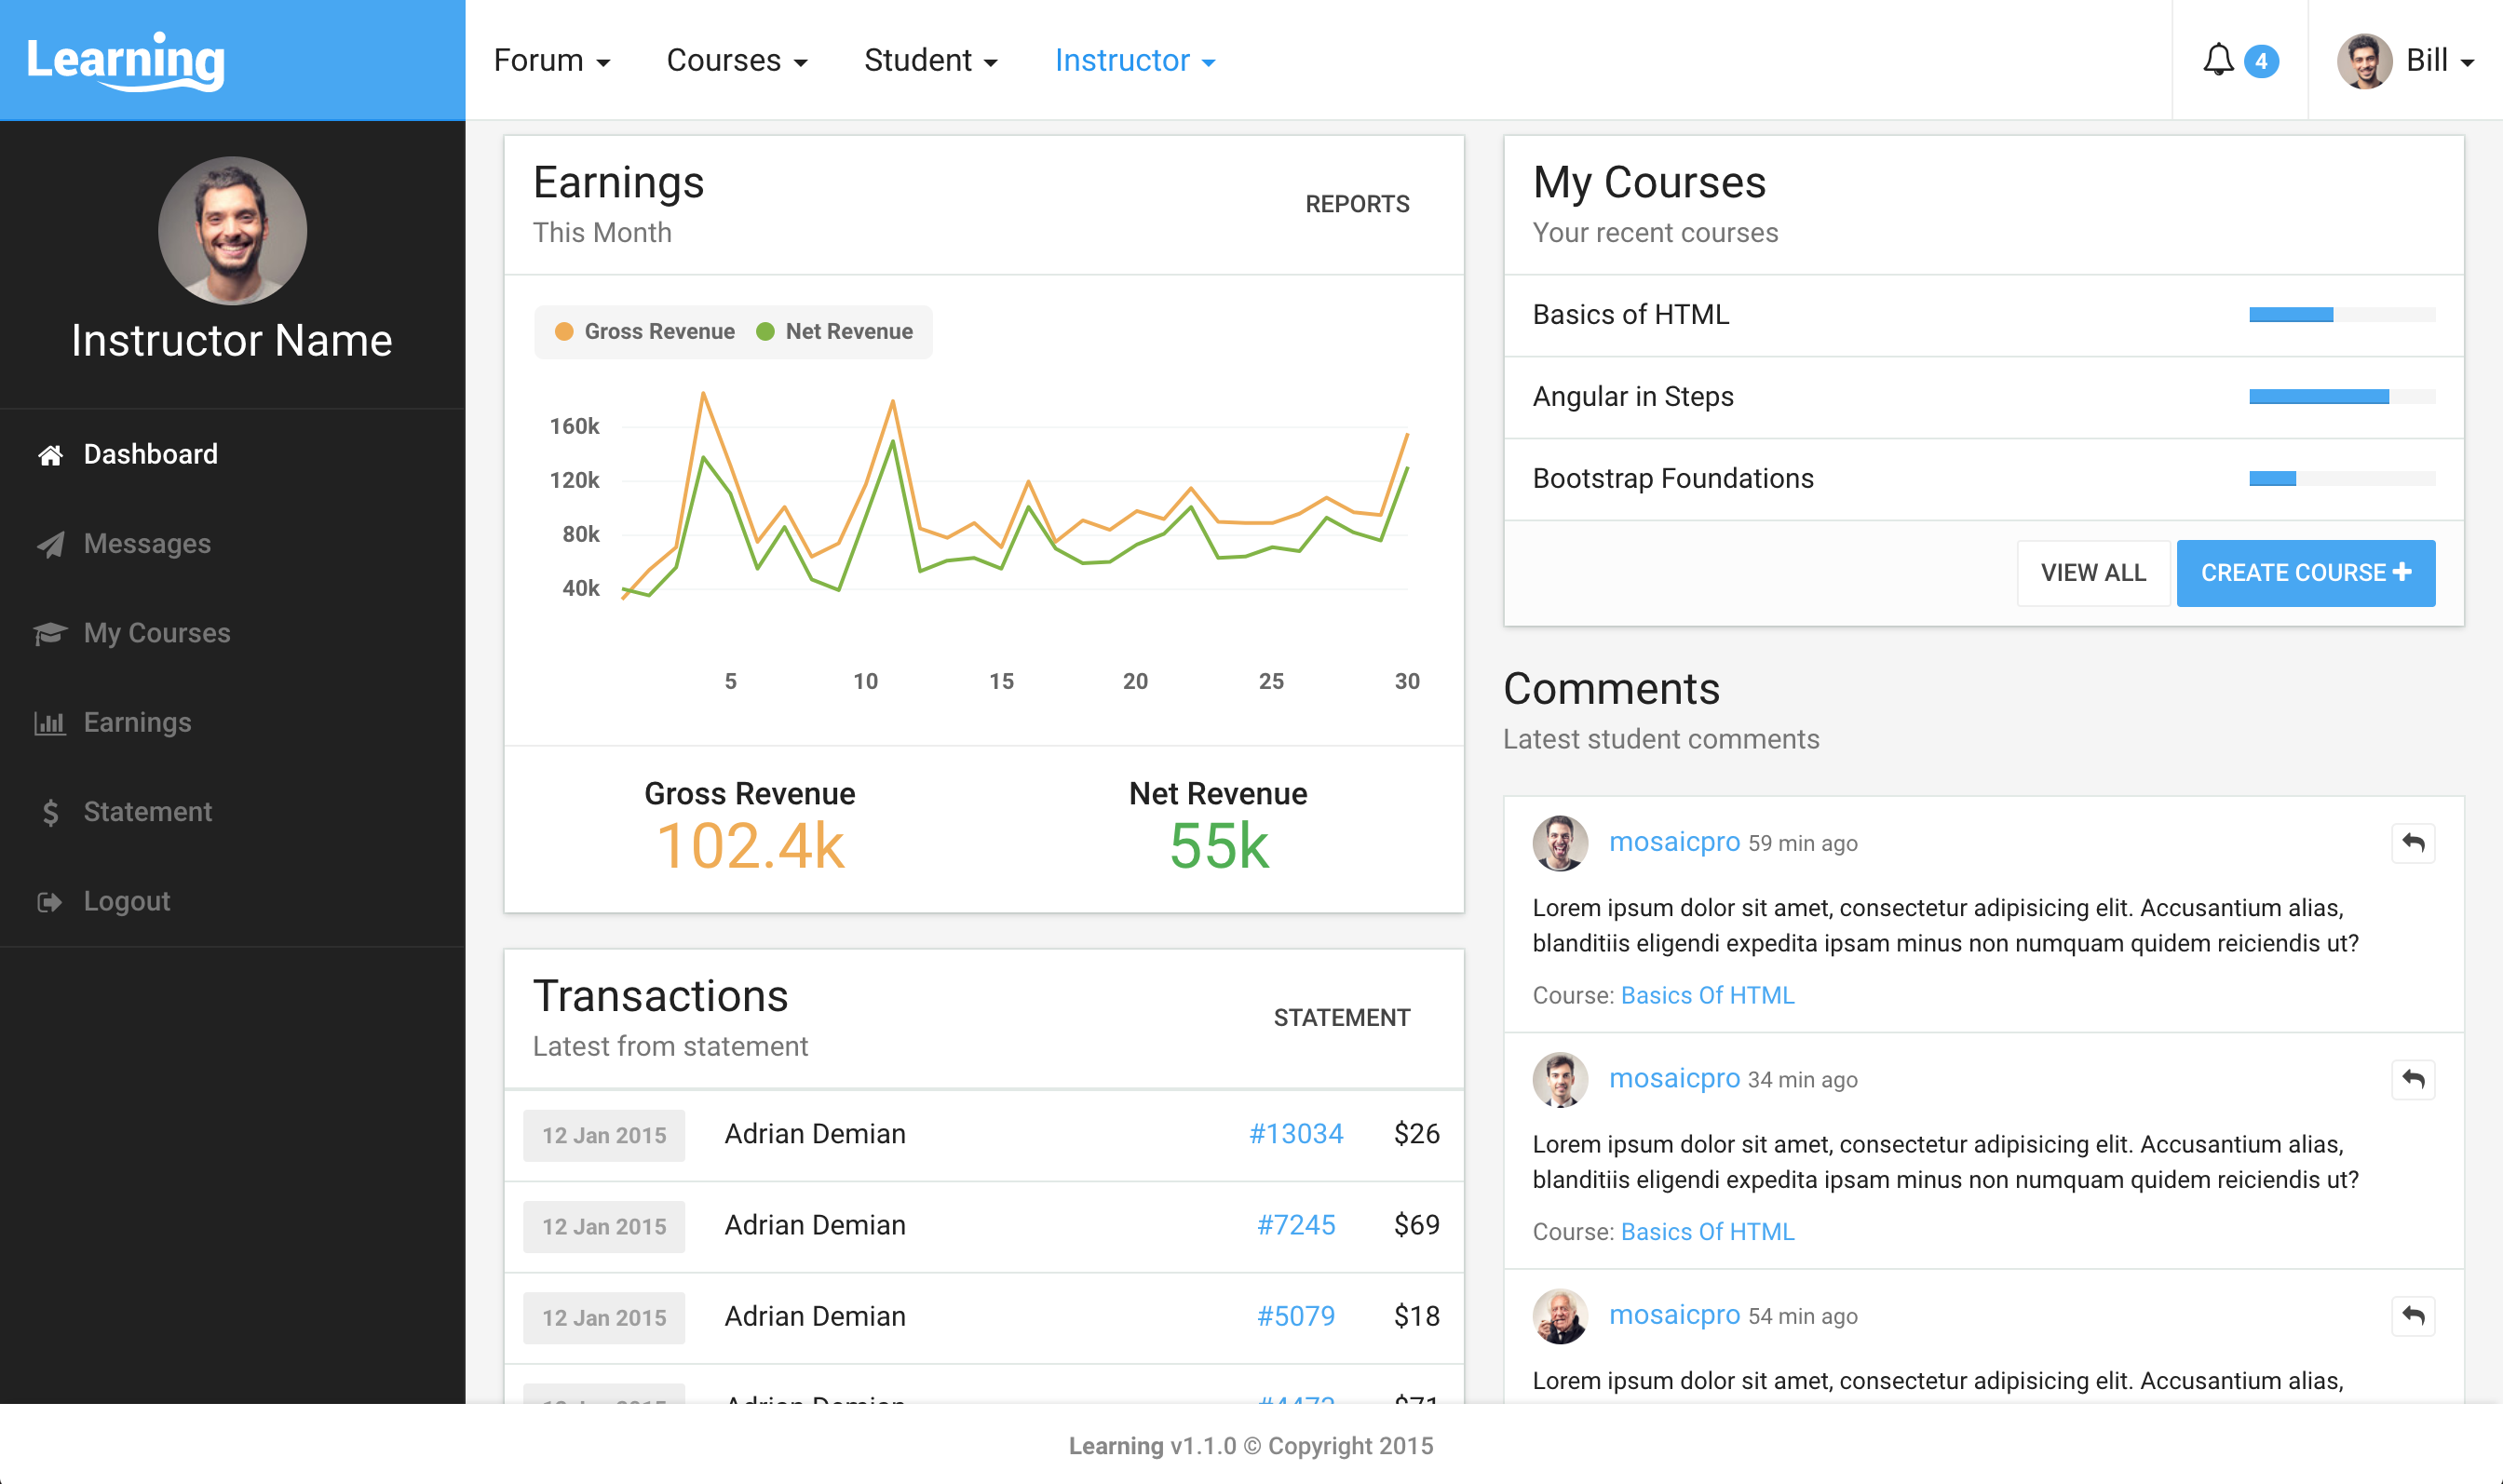 Learning
Forum
Courses
Student
Instructor
4
Bill
Instructor Name
Dashboard
Messages
My Courses
Earnings
Statement
Logout
Earnings
This Month
REPORTS
Gross Revenue
Net Revenue
160k
120k
80k
40k
5 10 15 20 25 30
Gross Revenue
102.4k
Net Revenue
55k
Transactions
Latest from statement
STATEMENT
12 Jan 2015 Adrian Demian #13034 $26
12 Jan 2015 Adrian Demian #7245 $69
12 Jan 2015 Adrian Demian #5079 $18
12 Jan 2015 Adrian Demian #4473 $71
My Courses
Your recent courses
Basics of HTML
Angular in Steps
Bootstrap Foundations
VIEW ALL
CREATE COURSE
Comments
Latest student comments
mosaicpro 59 min ago
Lorem ipsum dolor sit amet, consectetur adipisicing elit. Accusantium alias,
blanditiis eligendi expedita ipsam minus non numquam quidem reiciendis ut?
Course: Basics Of HTML
mosaicpro 34 min ago
Lorem ipsum dolor sit amet, consectetur adipisicing elit. Accusantium alias,
blanditiis eligendi expedita ipsam minus non numquam quidem reiciendis ut?
Course: Basics Of HTML
mosaicpro 54 min ago
Lorem ipsum dolor sit amet, consectetur adipisicing elit. Accusantium alias,
Learning v1.1.0 © Copyright 2015